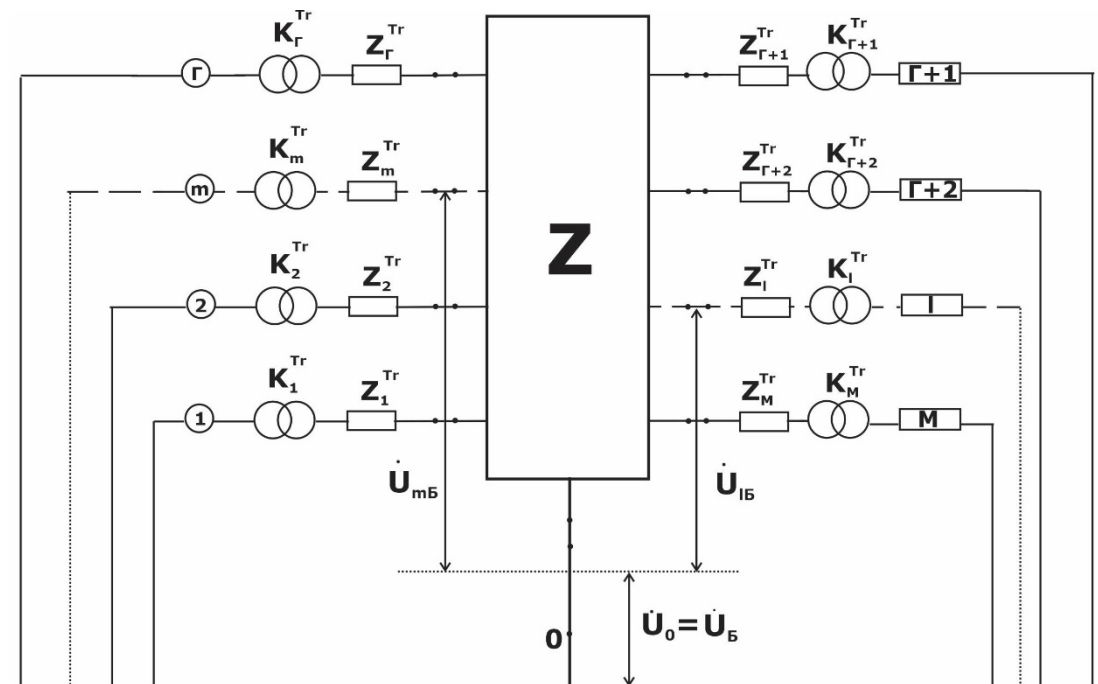 K_Г^Tr Z_Г^Tr Z_Г+1^Tr K_Г+1^Tr
Г Г+1
K_m^Tr Z_m^Tr Z_Г+2^Tr K_Г+2^Tr
m Г+2
Z
K_2^Tr Z_2^Tr Z_l^Tr K_l^Tr
2 l
K_1^Tr Z_1^Tr Z_M^Tr K_M^Tr
1 M
U̇_mБ U̇_lБ
0 U̇_0=U̇_Б